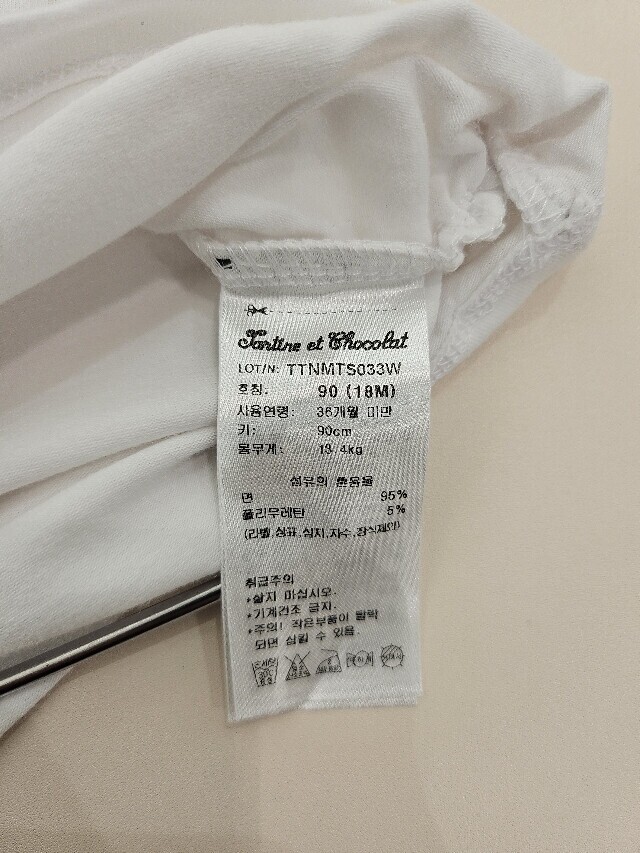 Tartine et Chocolat
LOT/N: TTNMTS033W
호칭. 90 (18M)
사용연령: 36개월 미만
키: 90cm
몸무게: 13.4kg
섬유의 혼용율
면 95%
폴리우레탄 5%
(라벨,심표,심지,자수,장식제외)
취급주의
*삶지 마십시오.
*기계건조 금지.
*주의! 작은부품이 탈락
되면 삼킬 수 있음.